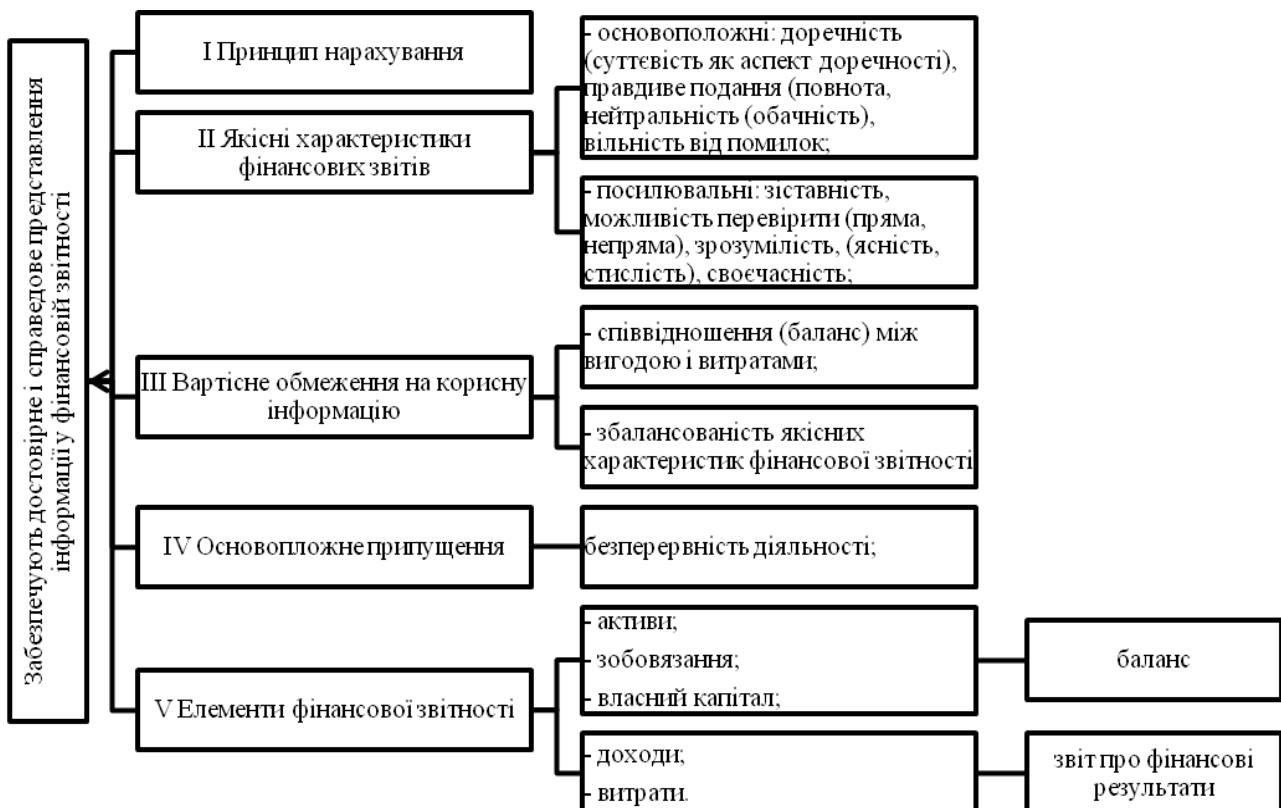 Забезпечують достовірне і справедове представлення
інформації у фінансовій звітності
I Принцип нарахування
II Якісні характеристики
фінансових звітів
- основоположні: доречність
(суттєвість як аспект доречності),
правдиве подання (повнота,
нейтральність (обачність),
вільність від помилок;
- посилювальні: зіставність,
можливість перевірити (пряма,
непряма), зрозумілість, (ясність,
стислість), своєчасність;
III Вартісне обмеження на корисну
інформацію
- співвідношення (баланс) між
вигодою і витратами;
- збалансованість якісних
характеристик фінансової звітності
IV Основопложне припущення
безперервність діяльності;
V Елементи фінансової звітності
- активи;
- зобовязання;
- власний капітал;
баланс
- доходи;
- витрати.
звіт про фінансові
результати